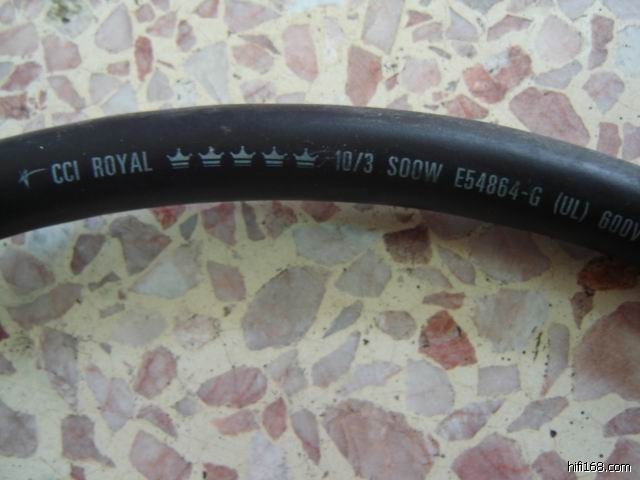 CCI ROYAL 10/3 SOOW E54864-G (UL) 600V
hifi168.com